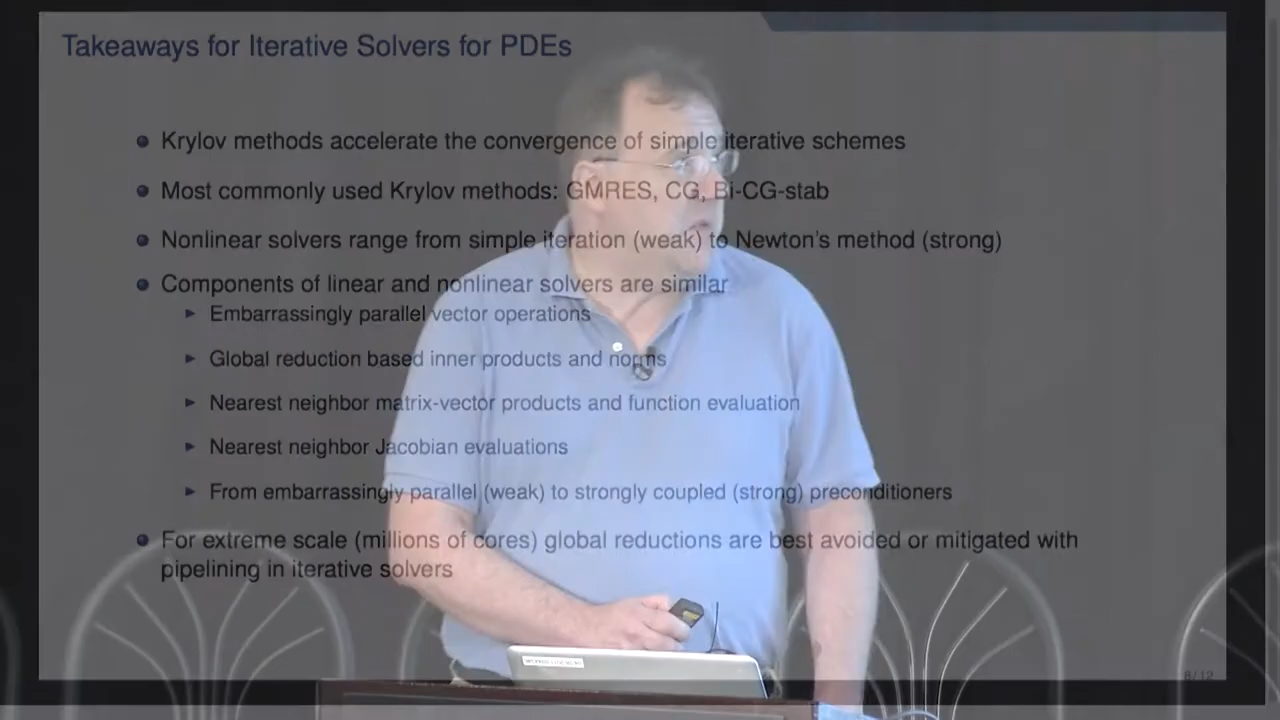 Takeaways for Iterative Solvers for PDEs
Krylov methods accelerate the convergence of simple iterative schemes
Most commonly used Krylov methods: GMRES, CG, Bi-CG-stab
Nonlinear solvers range from simple iteration (weak) to Newton's method (strong)
Components of linear and nonlinear solvers are similar
Embarrassingly parallel vector operations
Global reduction based inner products and norms
Nearest neighbor matrix-vector products and function evaluation
Nearest neighbor Jacobian evaluations
From embarrassingly parallel (weak) to strongly coupled (strong) preconditioners
For extreme scale (millions of cores) global reductions are best avoided or mitigated with
pipelining in iterative solvers
8/12